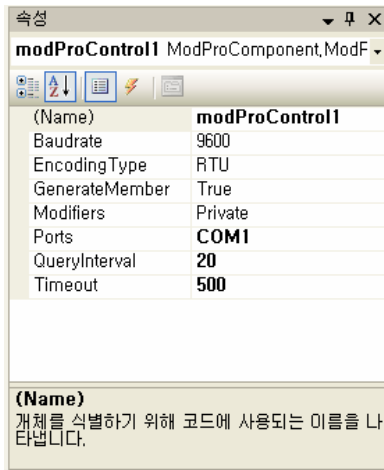 속성
modProControl1 ModProComponent,ModF
(Name) modProControl1
Baudrate 9600
EncodingType RTU
GenerateMember True
Modifiers Private
Ports COM1
QueryInterval 20
Timeout 500
(Name)
개체를 식별하기 위해 코드에 사용되는 이름을 나
타냅니다.